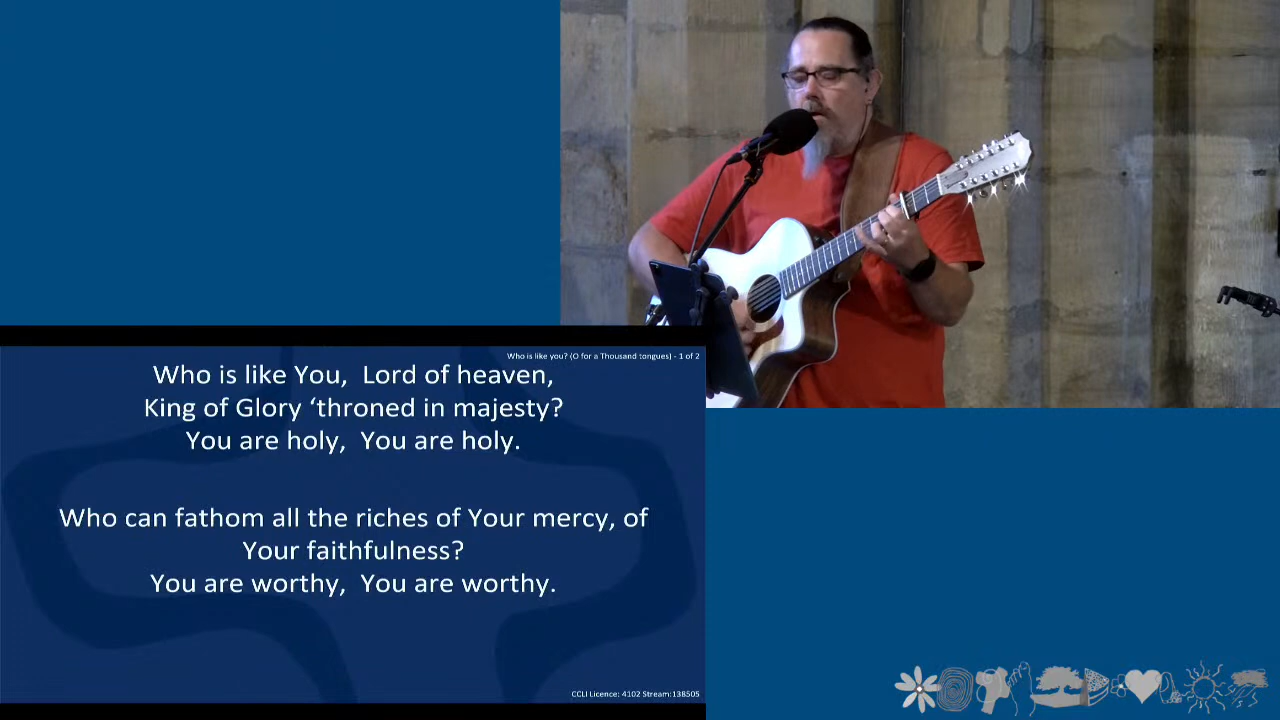 Who is like you? (O for a Thousand tongues) - 1 of 2
Who is like You,  Lord of heaven,
King of Glory ‘throned in majesty?
You are holy,  You are holy.
Who can fathom all the riches of Your mercy, of
Your faithfulness?
You are worthy,  You are worthy.
CCLI Licence: 4102 Stream:138505